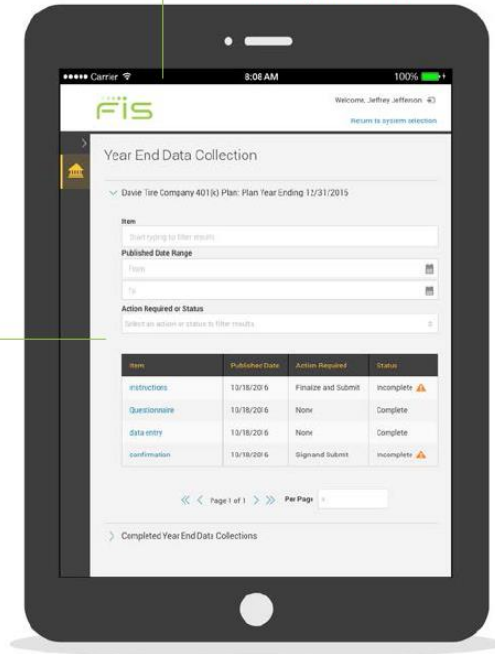 Carrier 8:08 AM 100%
FIS Welcome, Jeffrey Jefferson
Return to system selection
Year End Data Collection
Davie Tire Company 401(k) Plan: Plan Year Ending 12/31/2015
Item
Start typing to filter results
Published Date Range
From
To
Action Required or Status
Select an action or status to filter results
Item Published Date Action Required Status
instructions 10/18/2016 Finalize and Submit Incomplete
Questionnaire 10/18/2016 None Complete
data entry 10/18/2016 None Complete
confirmation 10/18/2016 Sign and Submit Incomplete
Page 1 of 1 Per Page
Completed Year End Data Collections